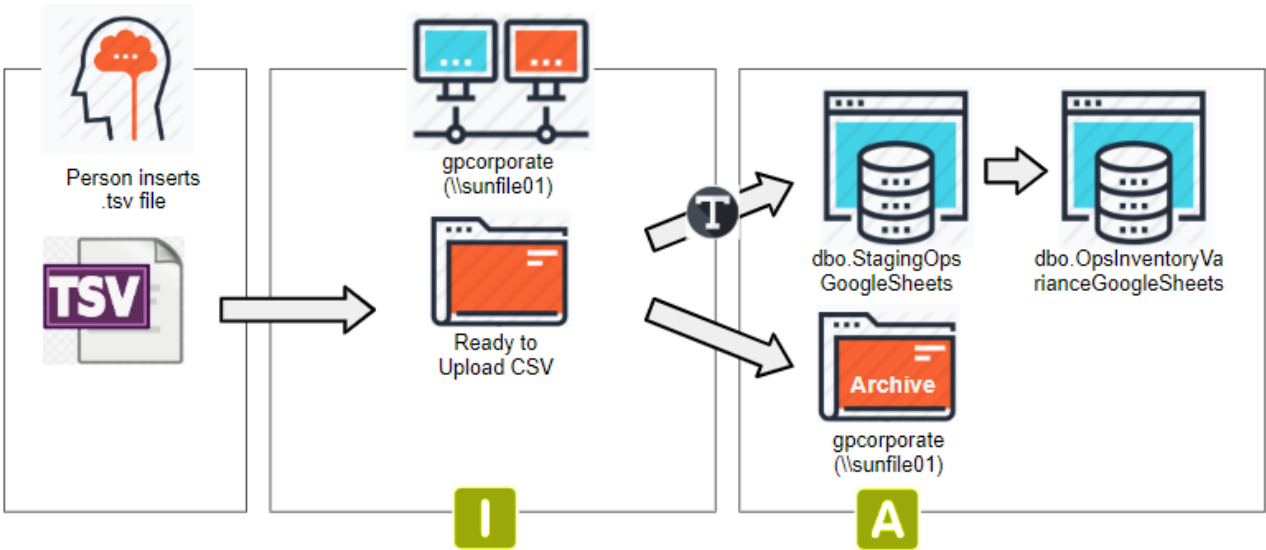 Person inserts
.tsv file
TSV
gpcorporate
(\\sunfile01)
Ready to
Upload CSV
I
T
dbo.StagingOps
GoogleSheets
dbo.OpsInventoryVa
rianceGoogleSheets
Archive
gpcorporate
(\\sunfile01)
A